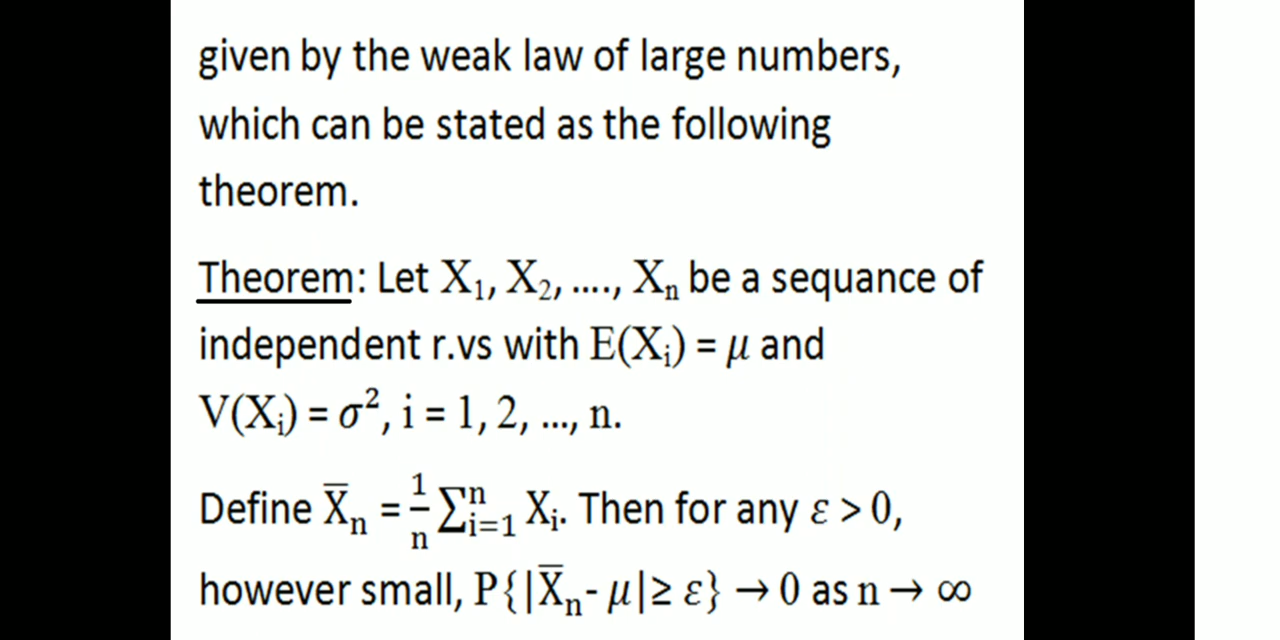 given by the weak law of large numbers,
which can be stated as the following
theorem.
Theorem: Let X₁, X₂, ...., Xₙ be a sequance of
independent r.vs with E(Xᵢ) = μ and
V(Xᵢ) = σ², i = 1, 2, ..., n.
Define X̅ₙ = 1/n ∑ⁿᵢ₌₁ Xᵢ. Then for any ε > 0,
however small, P{|X̅ₙ- μ|≥ ε} → 0 as n → ∞